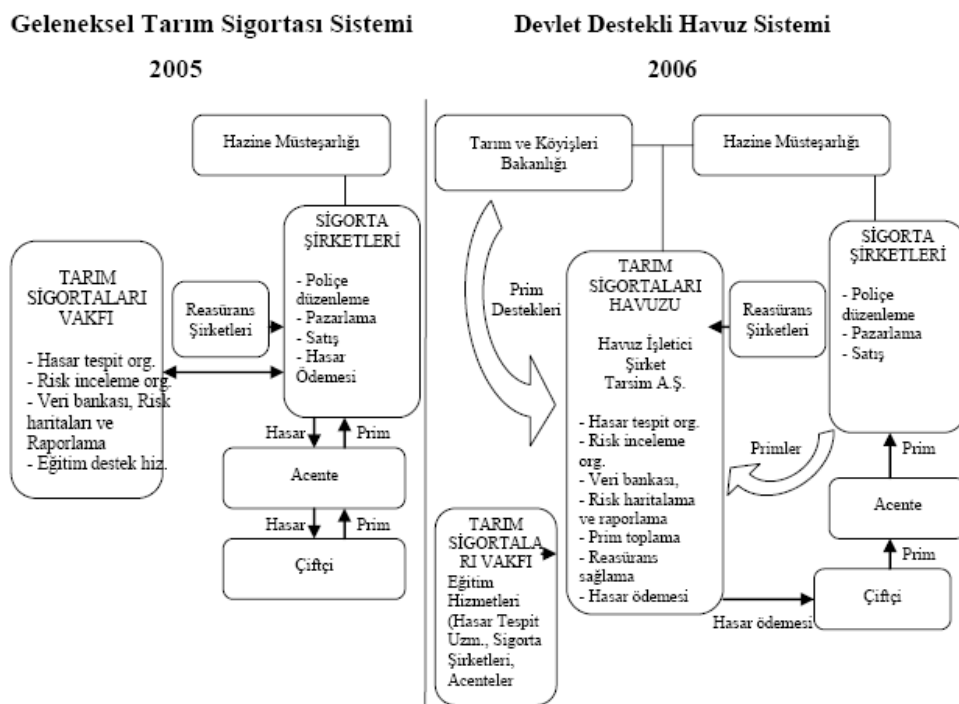 Geleneksel Tarım Sigortası Sistemi
2005
Hazine Müsteşarlığı
TARIM
SİGORTALARI
VAKFI
- Hasar tespit org.
- Risk inceleme org.
- Veri bankası, Risk
haritaları ve
Raporlama
- Eğitim destek hiz.
Reasürans
Şirketleri
SİGORTA
ŞİRKETLERİ
- Poliçe
düzenleme
- Pazarlama
- Satış
- Hasar
Ödemesi
Hasar
Prim
Acente
Hasar
Prim
Çiftçi
Devlet Destekli Havuz Sistemi
2006
Tarım ve Köyişleri
Bakanlığı
Hazine Müsteşarlığı
Prim
Destekleri
TARIM
SİGORTALARI
HAVUZU
Havuz İşletici
Şirket
Tarsim A.Ş.
- Hasar tespit org.
- Risk inceleme
org.
- Veri bankası,
- Risk haritalama
ve raporlama
- Prim toplama
- Reasürans
sağlama
- Hasar ödemesi
Reasürans
Şirketleri
SİGORTA
ŞİRKETLERİ
- Poliçe
düzenleme
- Pazarlama
- Satış
Primler
Prim
Acente
Prim
Çiftçi
Hasar ödemesi
TARIM
SİGORTALA
RI VAKFI
Eğitim
Hizmetleri
(Hasar Tespit
Uzm., Sigorta
Şirketleri,
Acenteler